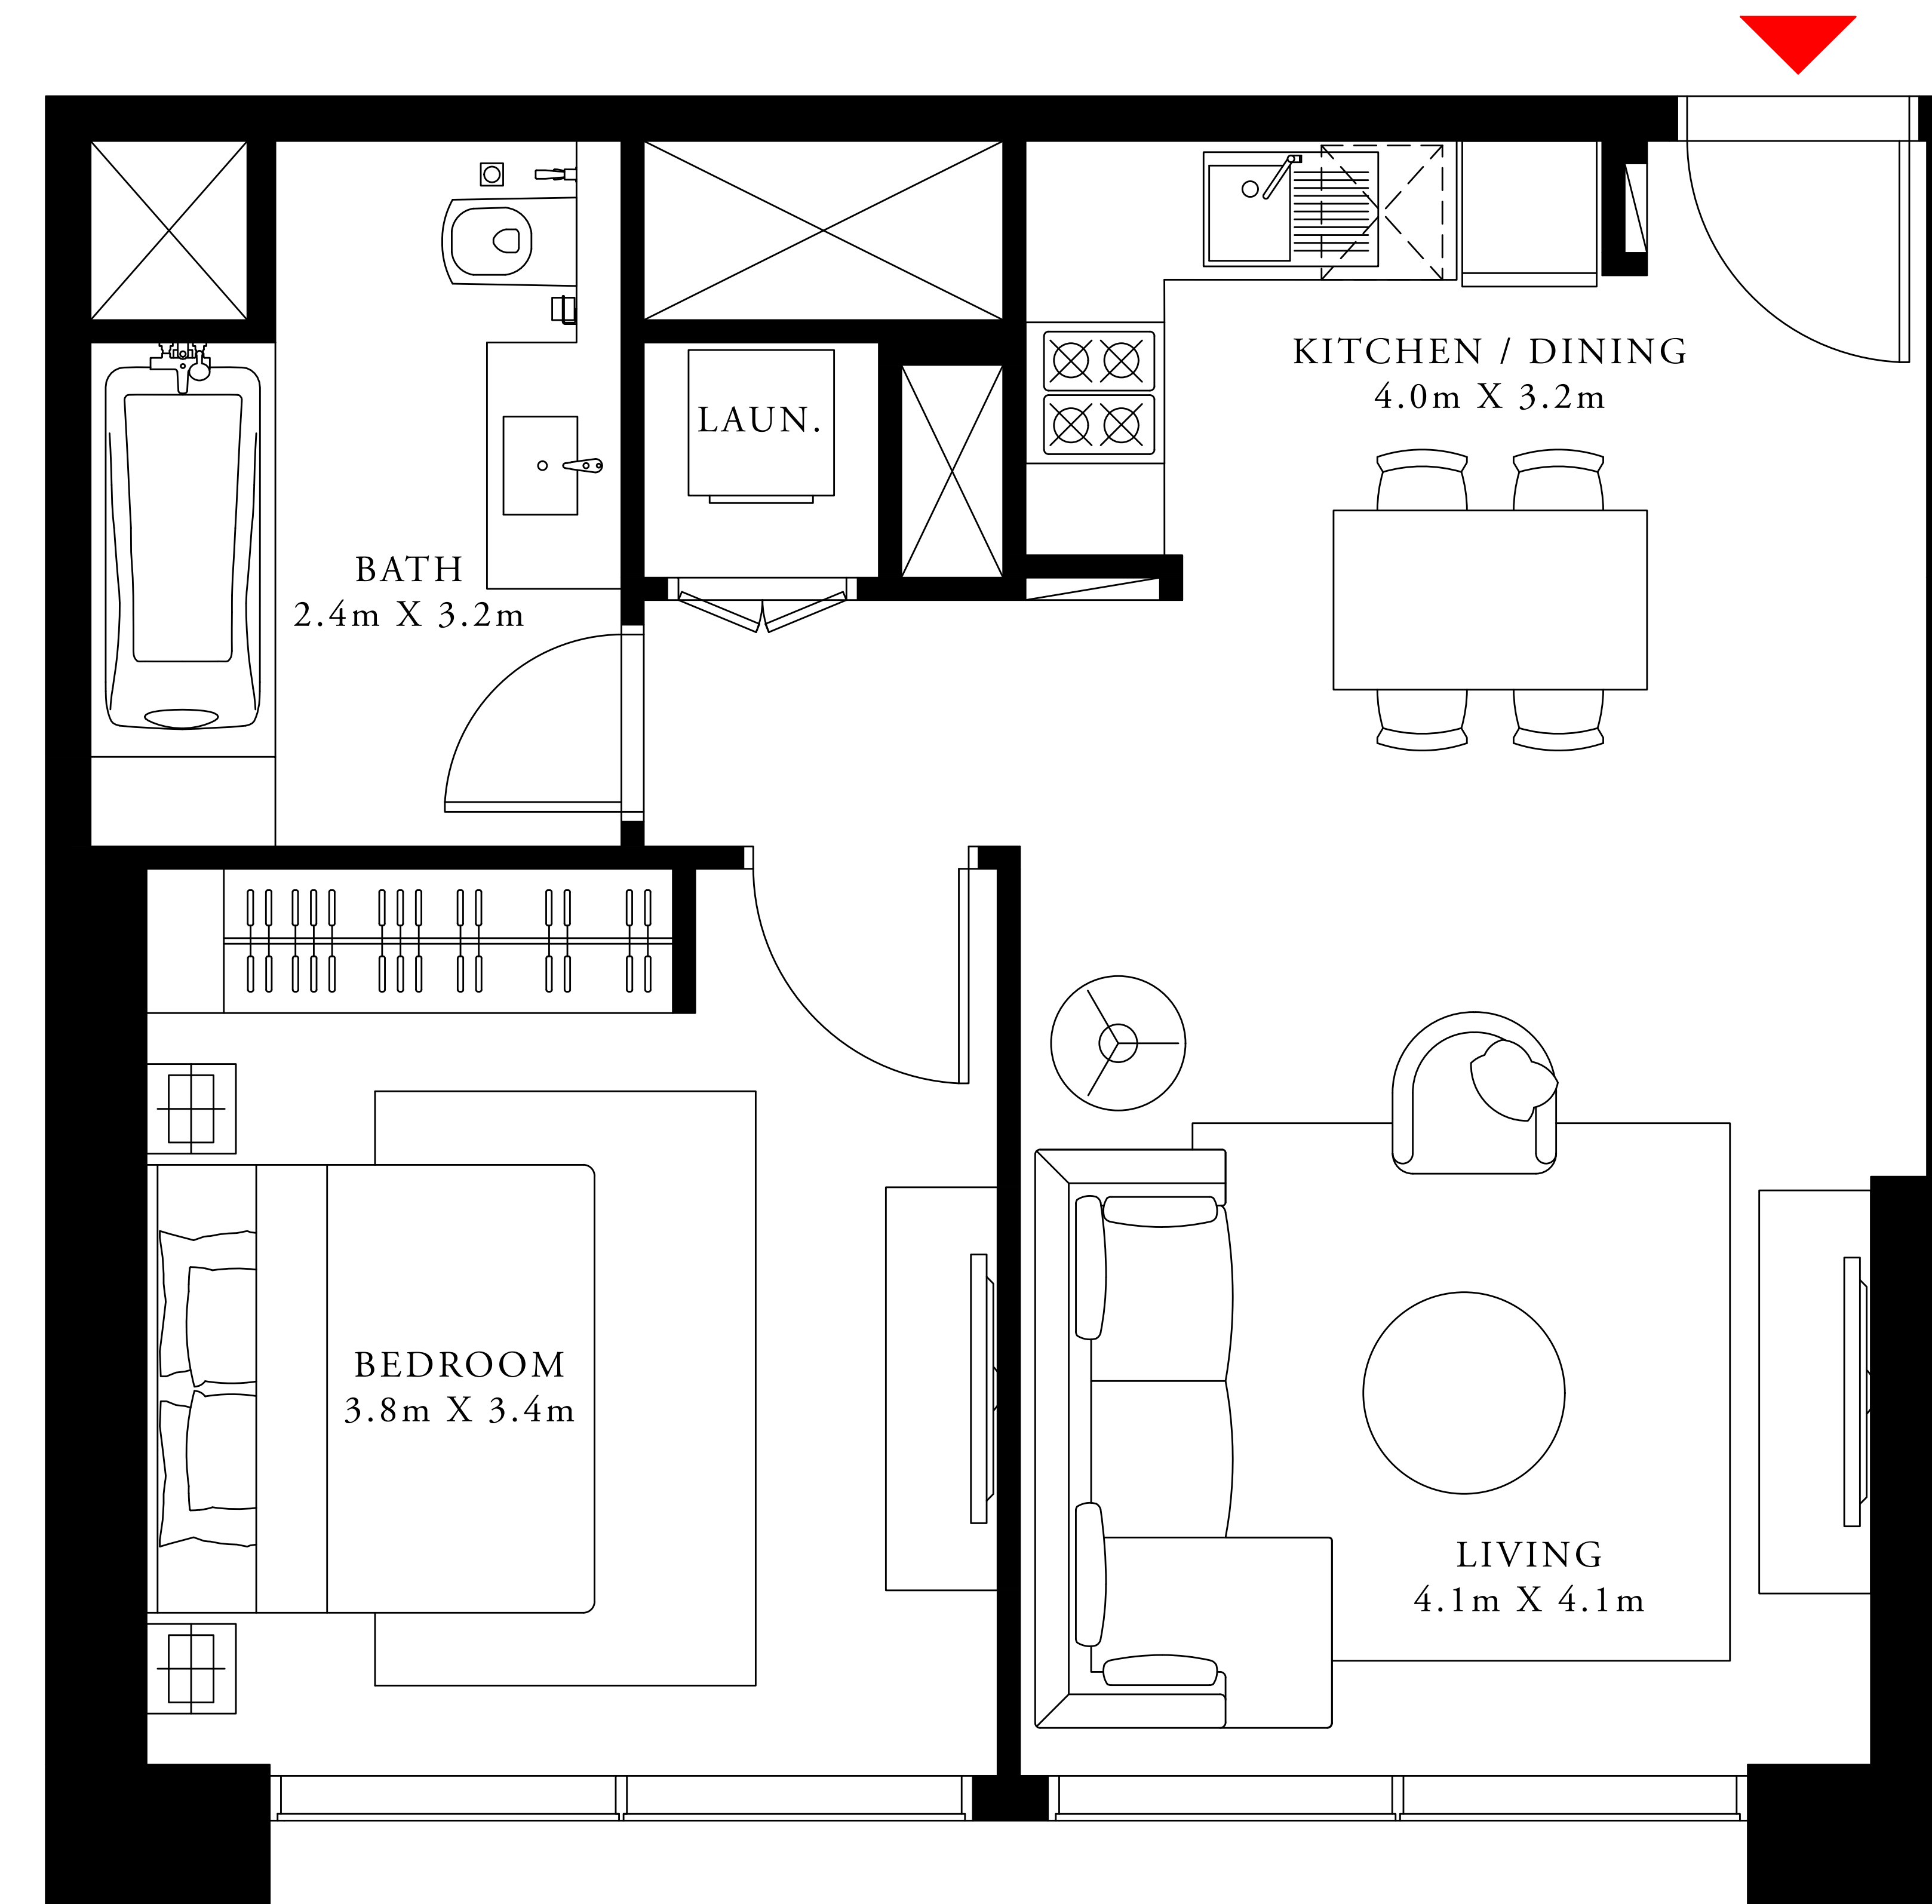 KITCHEN / DINING
4.0m X 3.2m
LAUN.
BATH
2.4m X 3.2m
BEDROOM
3.8m X 3.4m
LIVING
4.1m X 4.1m